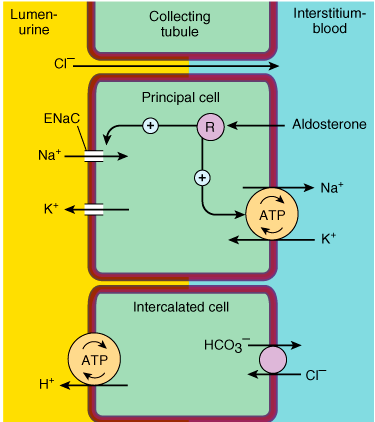 Lumen-
urine
Collecting
tubule
Interstitium-
blood
Cl⁻
Principal cell
ENaC
+
R
Aldosterone
Na⁺
+
Na⁺
K⁺
ATP
K⁺
Intercalated cell
HCO₃⁻
ATP
Cl⁻
H⁺